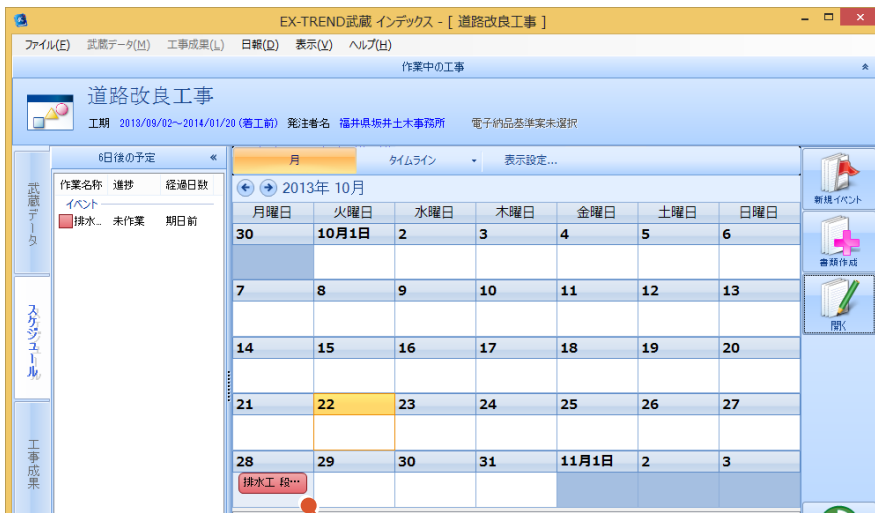 EX-TREND武蔵 インデックス - [ 道路改良工事 ]
ファイル(F) 武蔵データ(M) 工事成果(L) 日報(D) 表示(V) ヘルプ(H)
作業中の工事
道路改良工事
工期 2013/09/02～2014/01/20 (着工前) 発注者名 福井県坂井土木事務所 電子納品基準案未選択
武蔵データ
スケジュール
工事成果
6日後の予定 «
作業名称 進捗 経過日数
イベント
排水... 未作業 期日前
月 タイムライン 表示設定...
2013年 10月
月曜日 火曜日 水曜日 木曜日 金曜日 土曜日 日曜日
30 10月1日 2 3 4 5 6
7 8 9 10 11 12 13
14 15 16 17 18 19 20
21 22 23 24 25 26 27
28 29 30 31 11月1日 2 3
排水工 段…
新規イベント
書類作成
開く